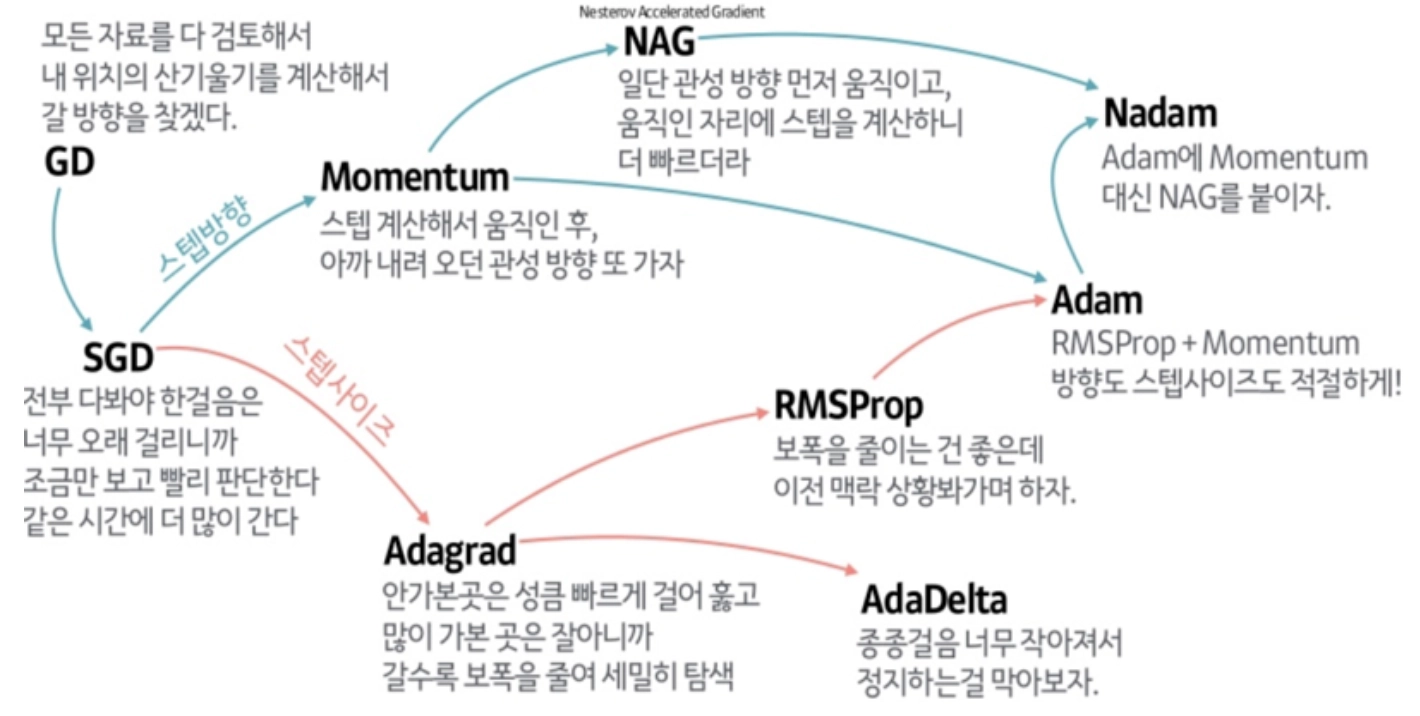 모든 자료를 다 검토해서
내 위치의 산기울기를 계산해서
갈 방향을 찾겠다.
GD
스텝방향
Momentum
스텝 계산해서 움직인 후,
아까 내려 오던 관성 방향 또 가자
Nesterov Accelerated Gradient
NAG
일단 관성 방향 먼저 움직이고,
움직인 자리에 스텝을 계산하니
더 빠르더라
Nadam
Adam에 Momentum
대신 NAG를 붙이자.
SGD
전부 다봐야 한걸음은
너무 오래 걸리니까
조금만 보고 빨리 판단한다
같은 시간에 더 많이 간다
스텝사이즈
Adagrad
안가본곳은 성큼 빠르게 걸어 훓고
많이 가본 곳은 잘아니까
갈수록 보폭을 줄여 세밀히 탐색
RMSProp
보폭을 줄이는 건 좋은데
이전 맥락 상황봐가며 하자.
Adam
RMSProp + Momentum
방향도 스텝사이즈도 적절하게!
AdaDelta
종종걸음 너무 작아져서
정지하는걸 막아보자.